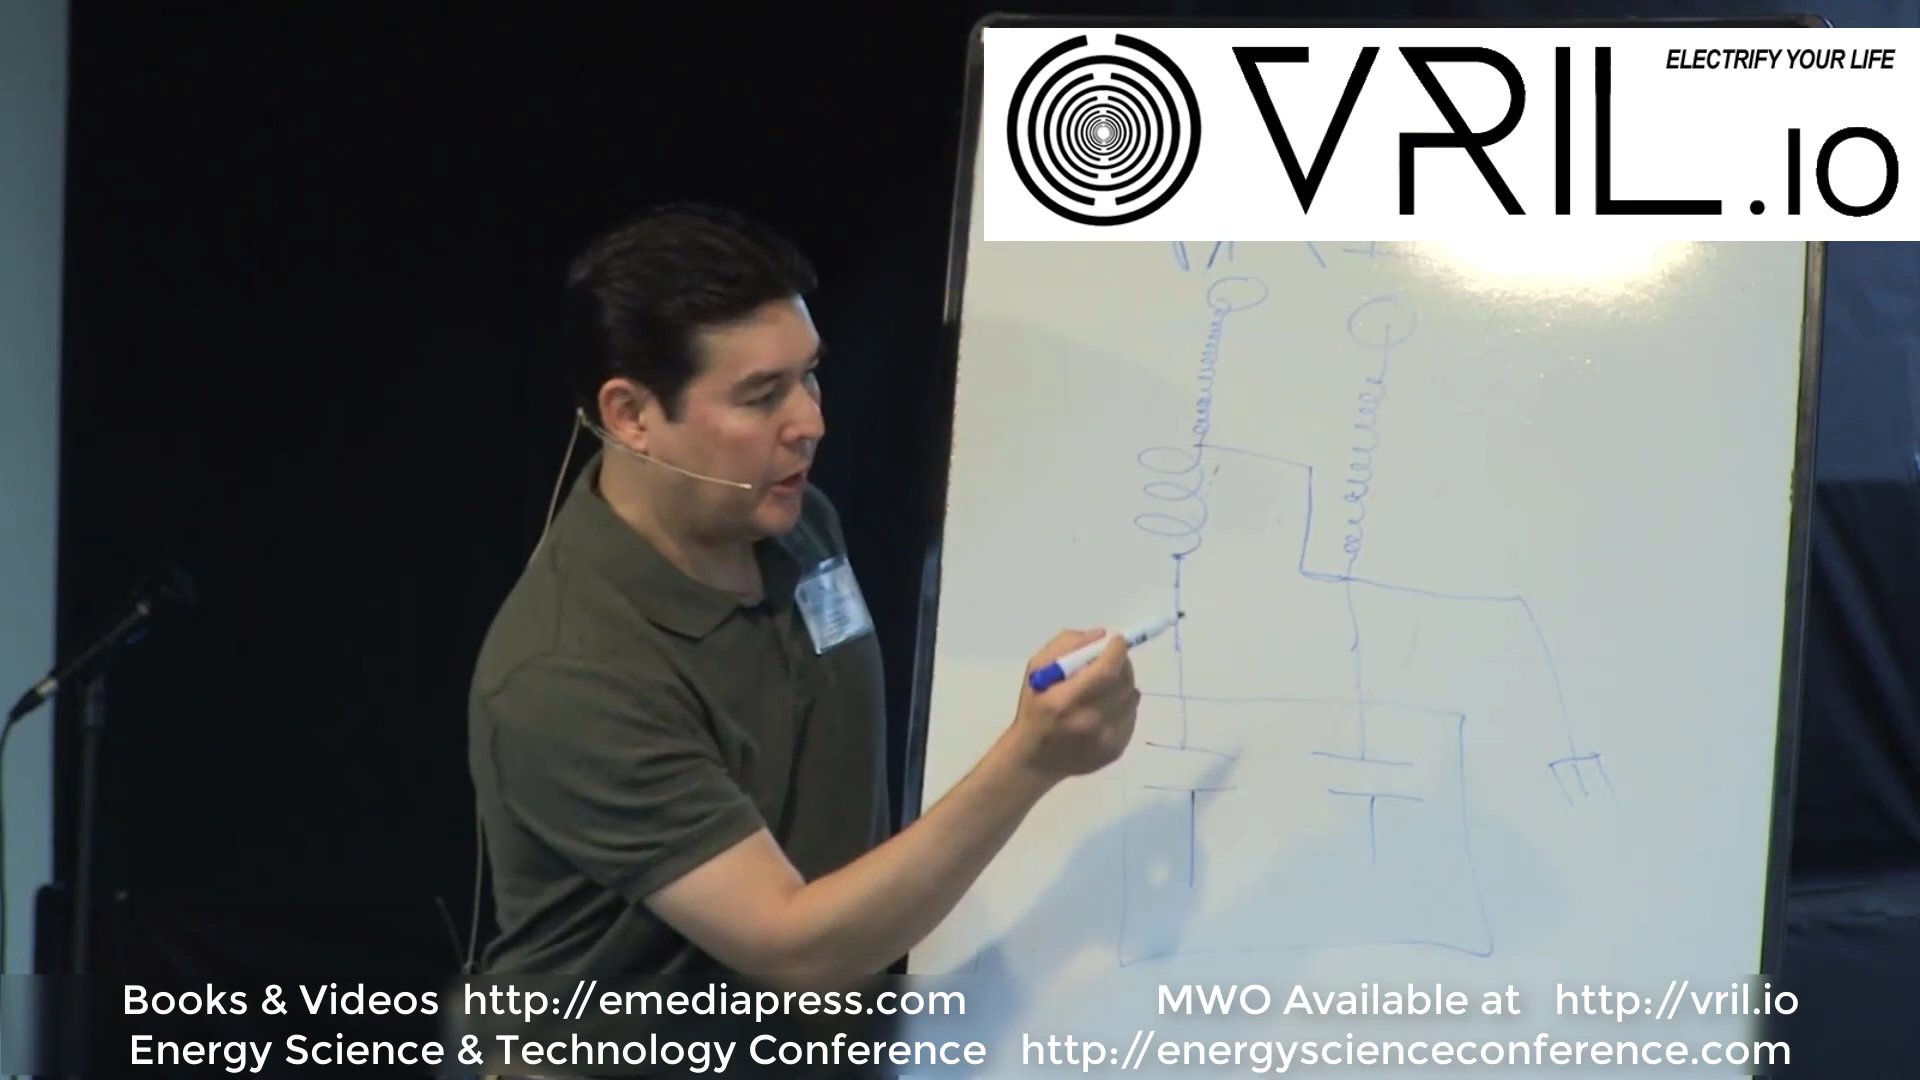 ELECTRIFY YOUR LIFE
VRIL.IO
Books & Videos http://emediapress.com
MWO Available at http://vril.io
Energy Science & Technology Conference http://energyscienceconference.com